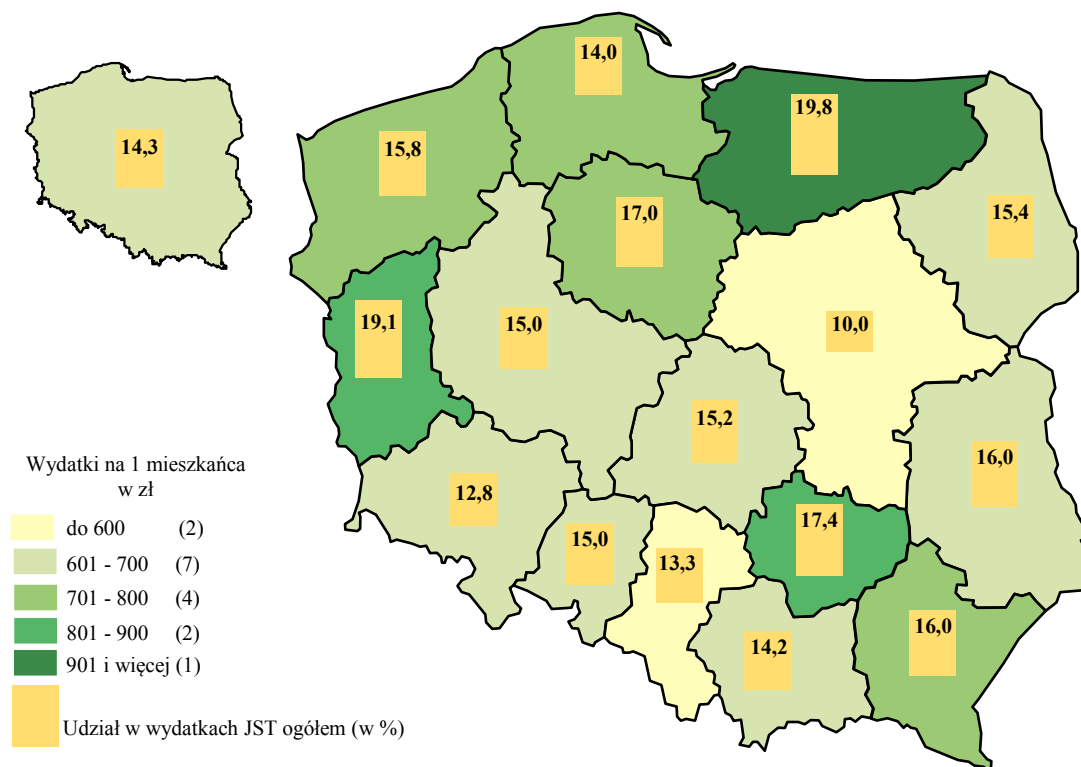 14,0
19,8
14,3
15,8
17,0
15,4
19,1
15,0
10,0
15,2
16,0
12,8
17,4
15,0
13,3
14,2
16,0
Wydatki na 1 mieszkańca
w zł
do 600 (2)
601 - 700 (7)
701 - 800 (4)
801 - 900 (2)
901 i więcej (1)
Udział w wydatkach JST ogółem (w %)